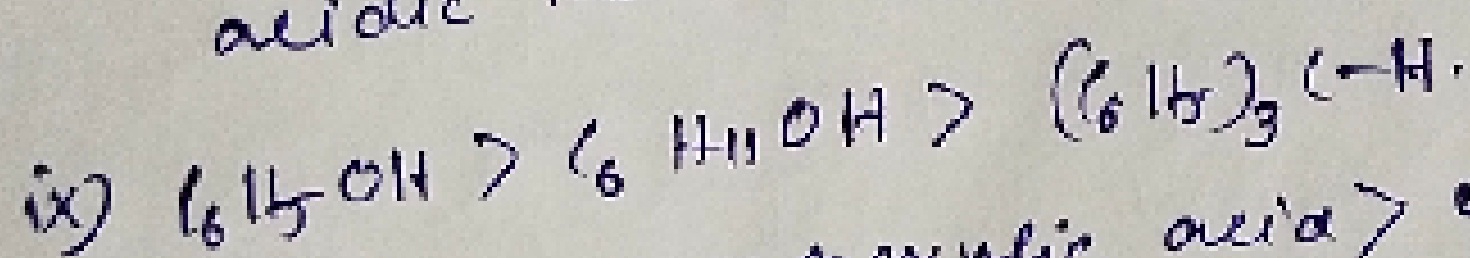 acidic
ix) C6H5OH > C6H11OH > (C6H5)3C-H.
acid >